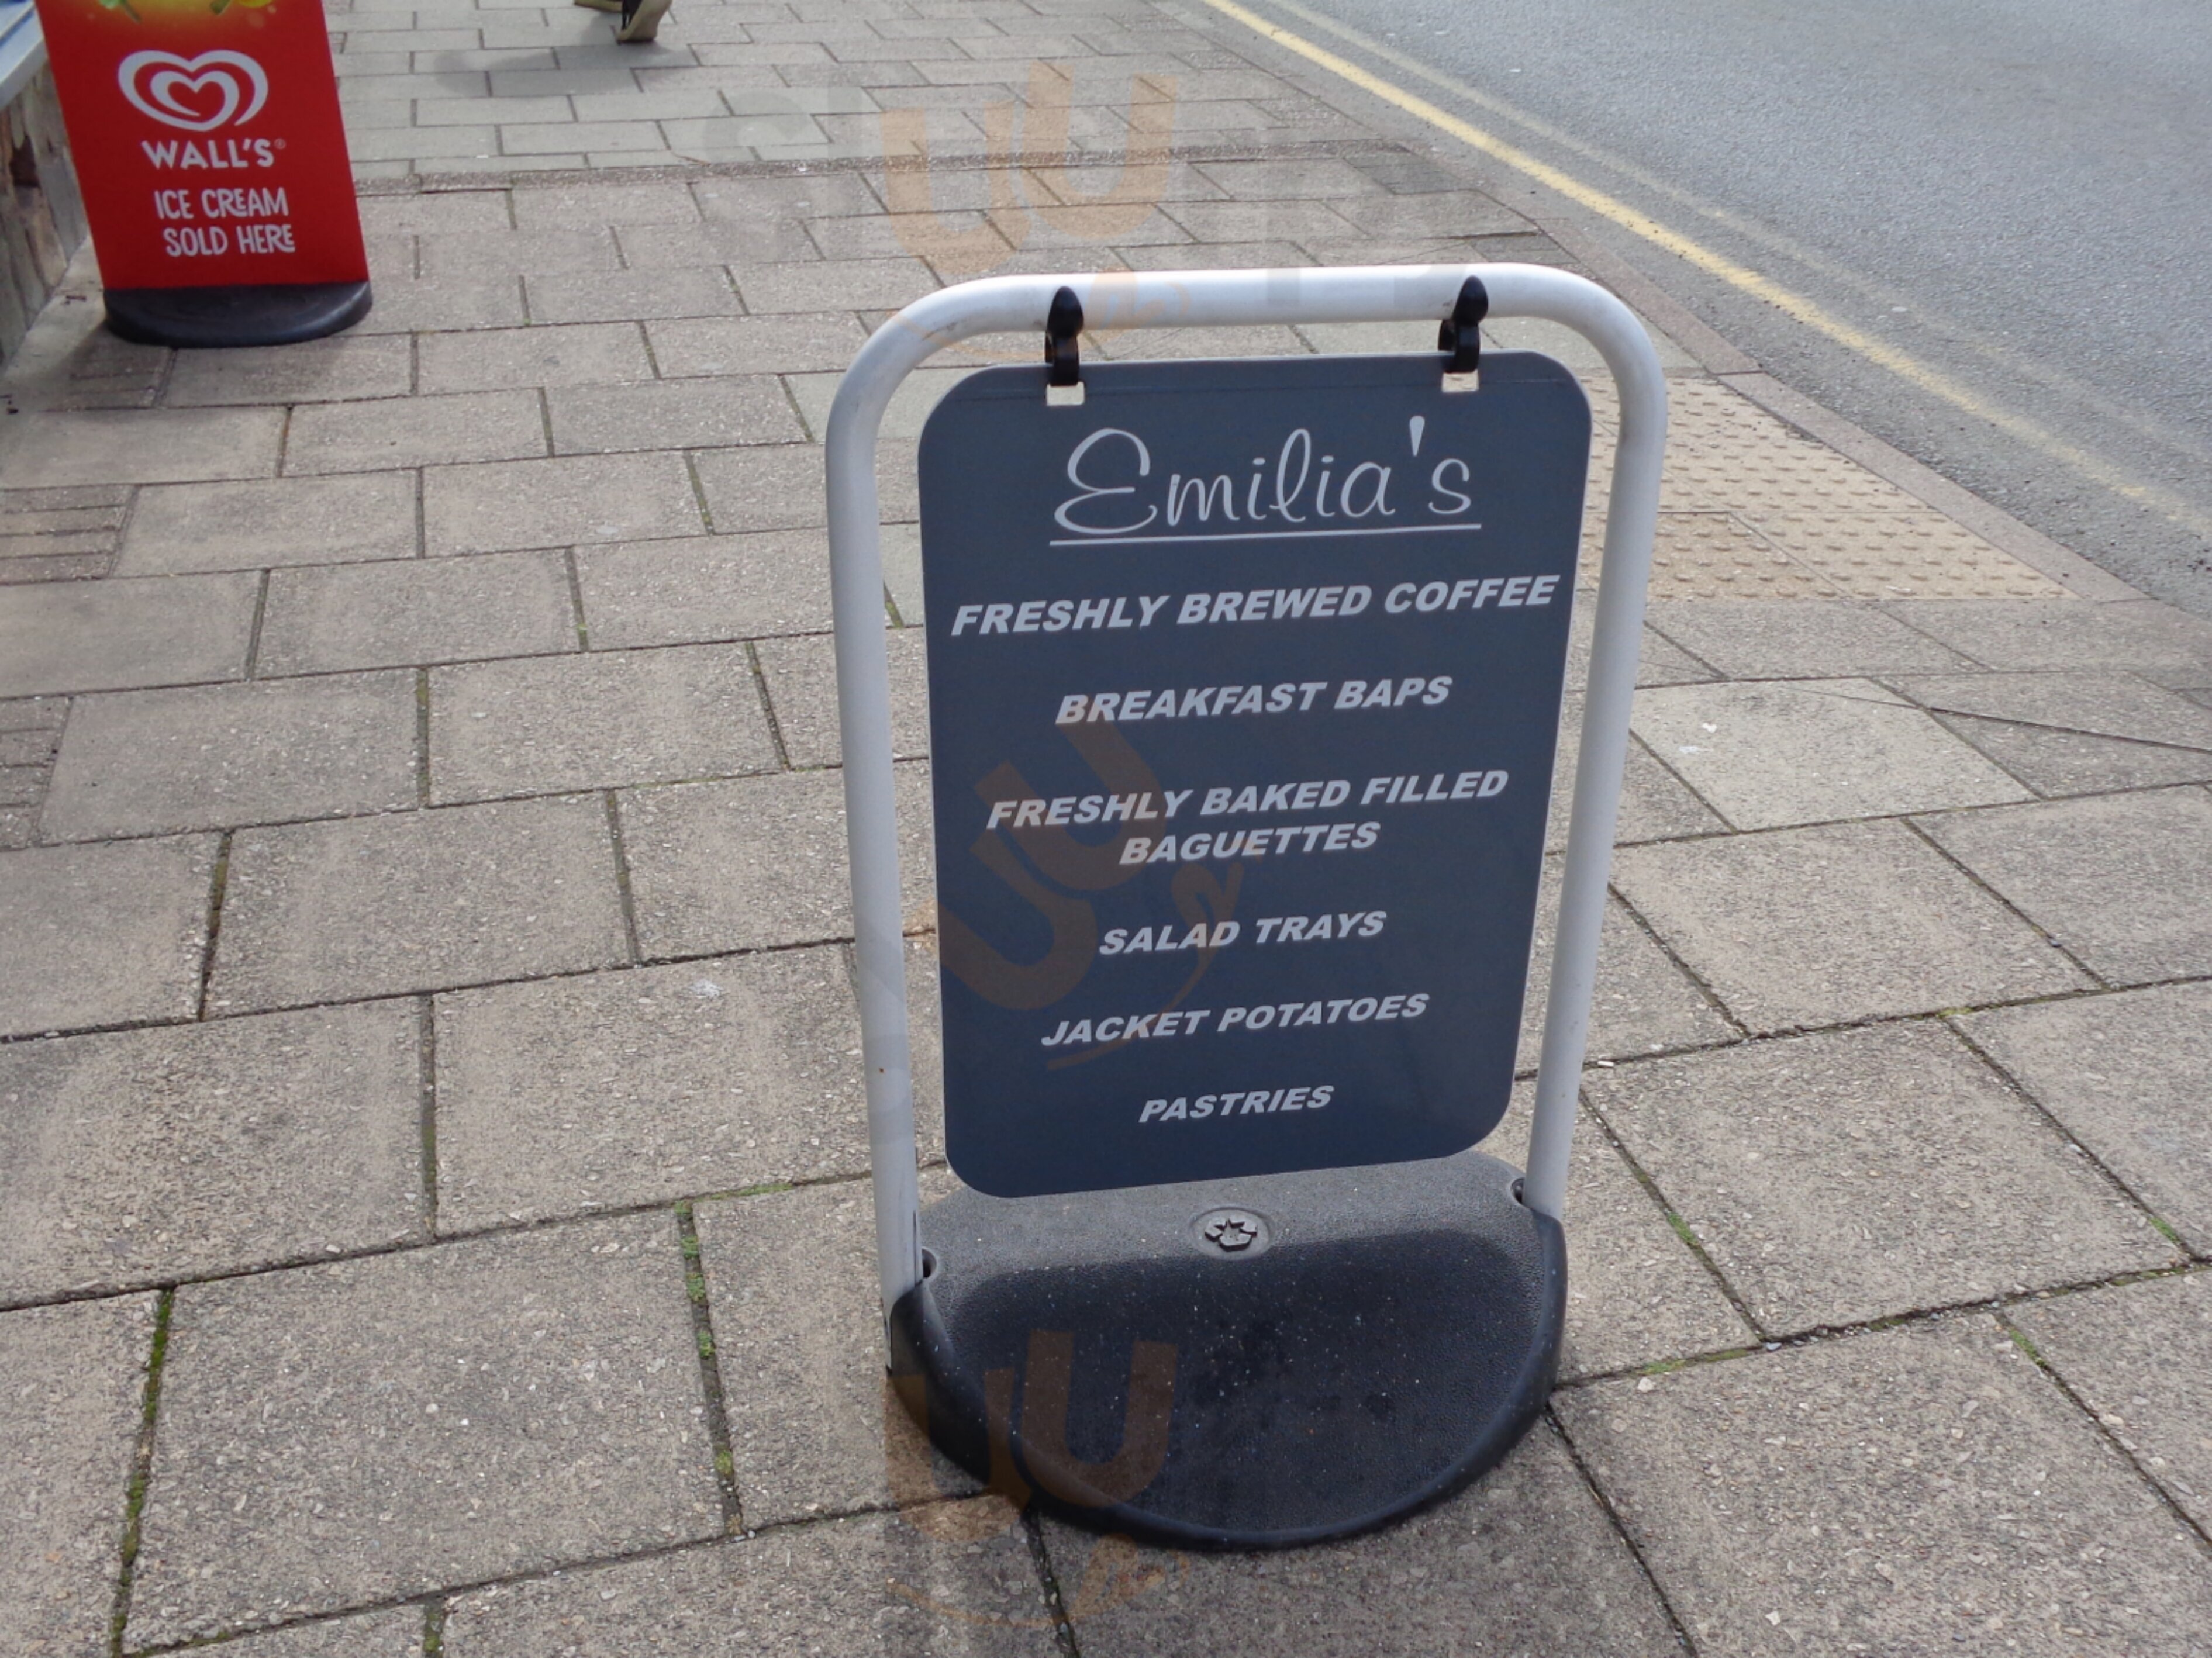 WALL'S®
ICE CREAM
SOLD HERE
Emilia's
FRESHLY BREWED COFFEE
BREAKFAST BAPS
FRESHLY BAKED FILLED
BAGUETTES
SALAD TRAYS
JACKET POTATOES
PASTRIES